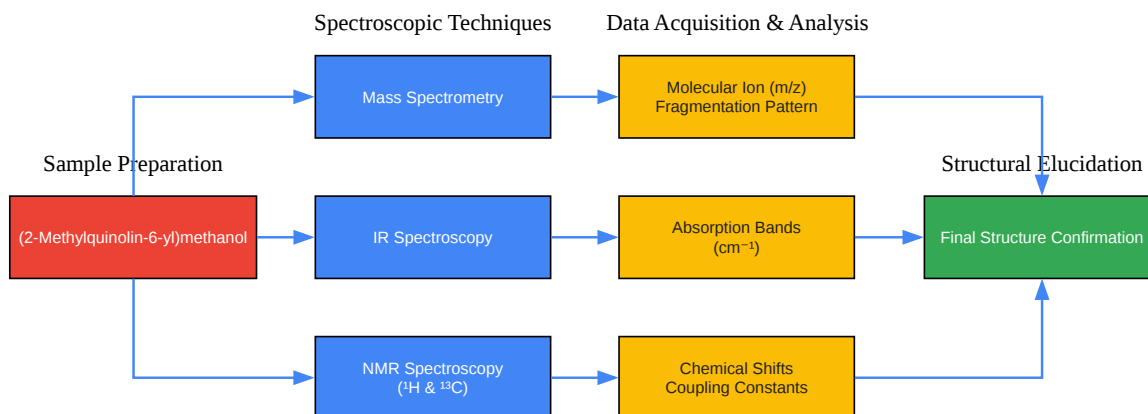 Spectroscopic Techniques
Data Acquisition & Analysis
Mass Spectrometry
Molecular Ion (m/z)
Fragmentation Pattern
Sample Preparation
Structural Elucidation
(2-Methylquinolin-6-yl)methanol
IR Spectroscopy
Absorption Bands
(cm⁻¹)
Final Structure Confirmation
NMR Spectroscopy
(¹H & ¹³C)
Chemical Shifts
Coupling Constants